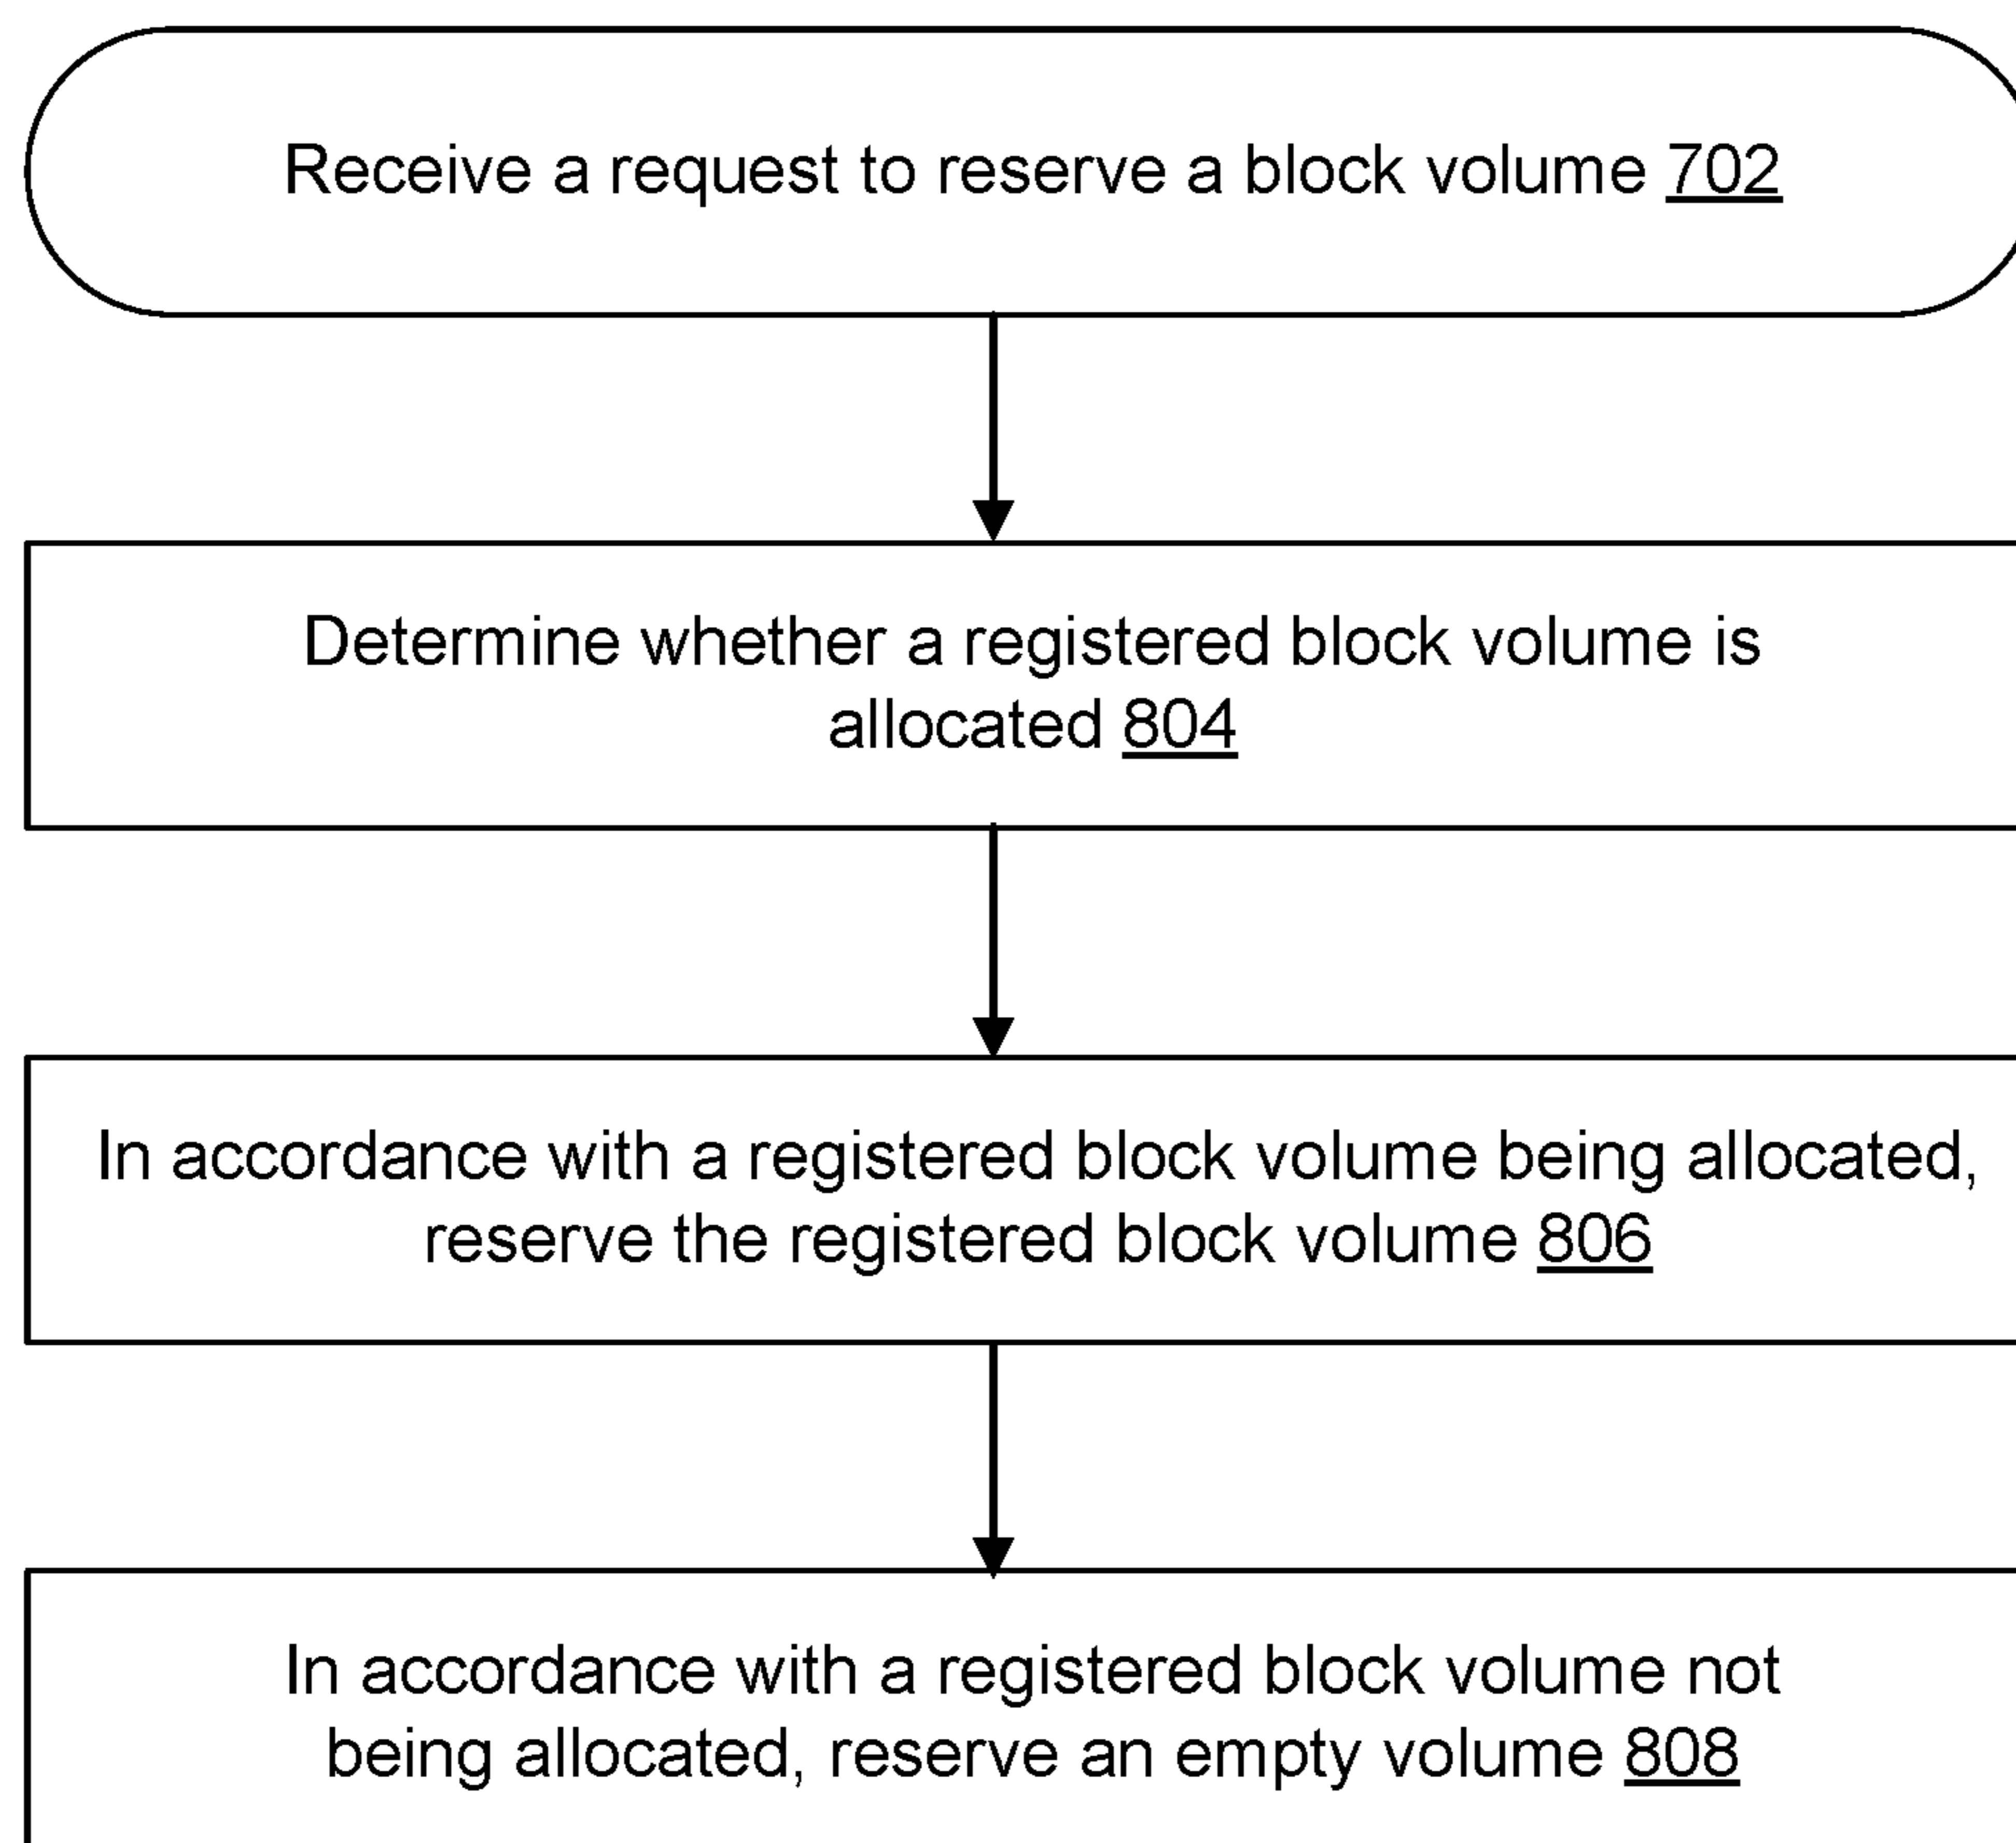 Receive a request to reserve a block volume 702
Determine whether a registered block volume is
allocated 804
In accordance with a registered block volume being allocated,
reserve the registered block volume 806
In accordance with a registered block volume not
being allocated, reserve an empty volume 808